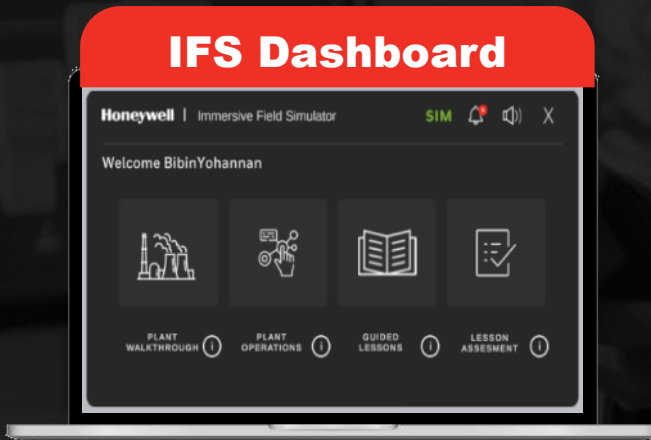 IFS Dashboard
Honeywell | Immersive Field Simulator SIM
Welcome BibinYohannan
PLANT
WALKTHROUGH
PLANT
OPERATIONS
GUIDED
LESSONS
LESSON
ASSESMENT